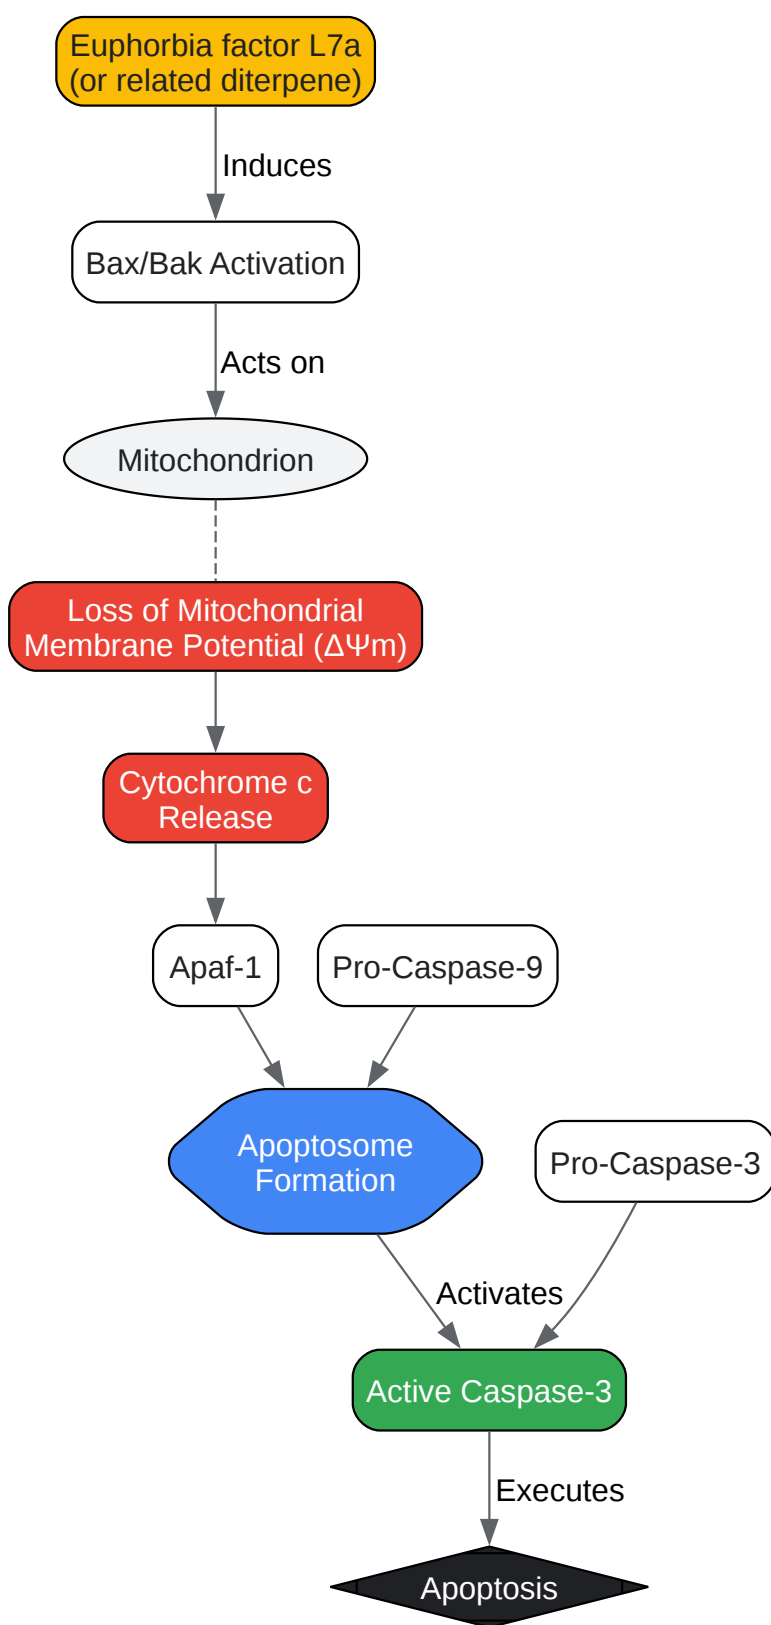 Euphorbia factor L7a
(or related diterpene)
Induces
Bax/Bak Activation
Acts on
Mitochondrion
Loss of Mitochondrial
Membrane Potential (ΔΨm)
Cytochrome c
Release
Apaf-1
Pro-Caspase-9
Apoptosome
Formation
Pro-Caspase-3
Activates
Active Caspase-3
Executes
Apoptosis